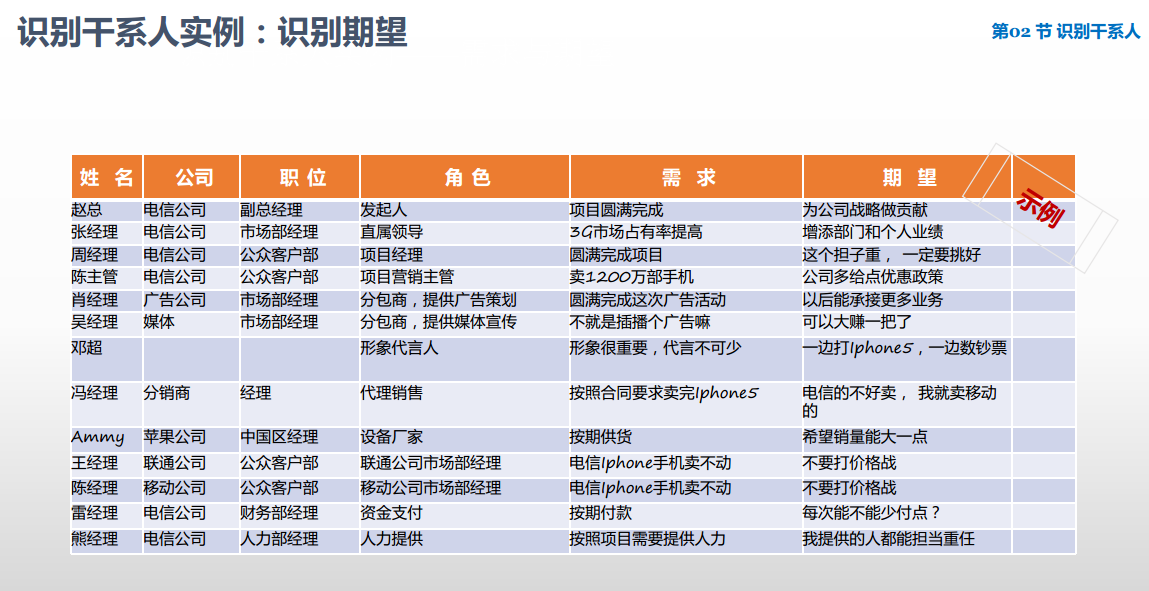 识别干系人实例：识别期望
第02 节 识别干系人
姓 名 公司 职 位 角 色 需 求 期 望
示例
赵总 电信公司 副总经理 发起人 项目圆满完成 为公司战略做贡献
张经理 电信公司 市场部经理 直属领导 3G市场占有率提高 增添部门和个人业绩
周经理 电信公司 公众客户部 项目经理 圆满完成项目 这个担子重， 一定要挑好
陈主管 电信公司 公众客户部 项目营销主管 卖1200万部手机 公司多给点优惠政策
肖经理 广告公司 市场部经理 分包商，提供广告策划 圆满完成这次广告活动 以后能承接更多业务
吴经理 媒体 市场部经理 分包商，提供媒体宣传 不就是插播个广告嘛 可以大赚一把了
邓超 形象代言人 形象很重要，代言不可少 一边打Iphone5，一边数钞票
冯经理 分销商 经理 代理销售 按照合同要求卖完Iphone5 电信的不好卖， 我就卖移动
的
Ammy 苹果公司 中国区经理 设备厂家 按期供货 希望销量能大一点
王经理 联通公司 公众客户部 联通公司市场部经理 电信Iphone手机卖不动 不要打价格战
陈经理 移动公司 公众客户部 移动公司市场部经理 电信Iphone手机卖不动 不要打价格战
雷经理 电信公司 财务部经理 资金支付 按期付款 每次能不能少付点？
熊经理 电信公司 人力部经理 人力提供 按照项目需要提供人力 我提供的人都能担当重任